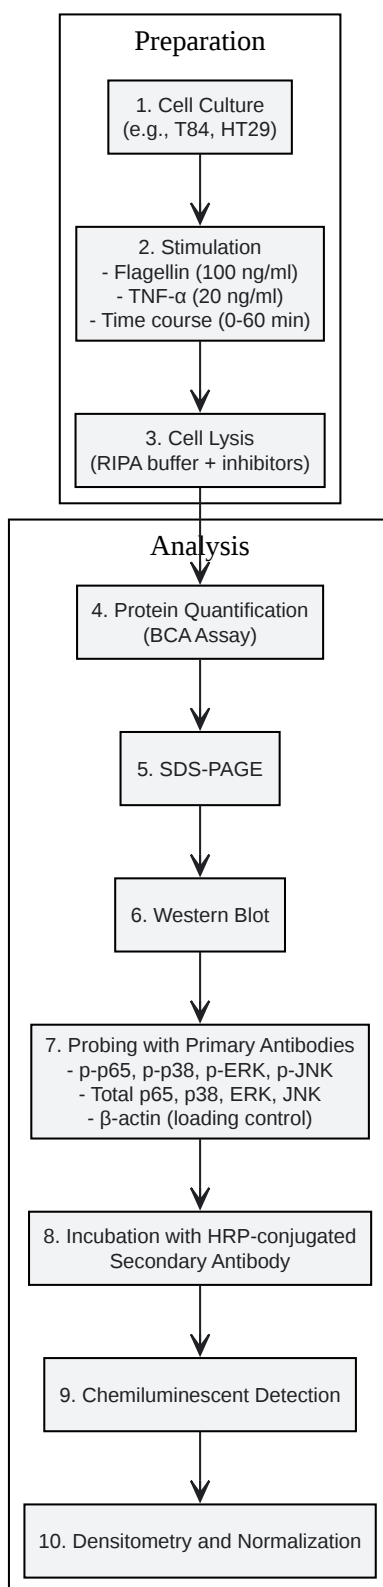 Preparation
1. Cell Culture
(e.g., T84, HT29)
2. Stimulation
- Flagellin (100 ng/ml)
- TNF-α (20 ng/ml)
- Time course (0-60 min)
3. Cell Lysis
(RIPA buffer + inhibitors)
Analysis
4. Protein Quantification
(BCA Assay)
5. SDS-PAGE
6. Western Blot
7. Probing with Primary Antibodies
- p-p65, p-p38, p-ERK, p-JNK
- Total p65, p38, ERK, JNK
- β-actin (loading control)
8. Incubation with HRP-conjugated
Secondary Antibody
9. Chemiluminescent Detection
10. Densitometry and Normalization